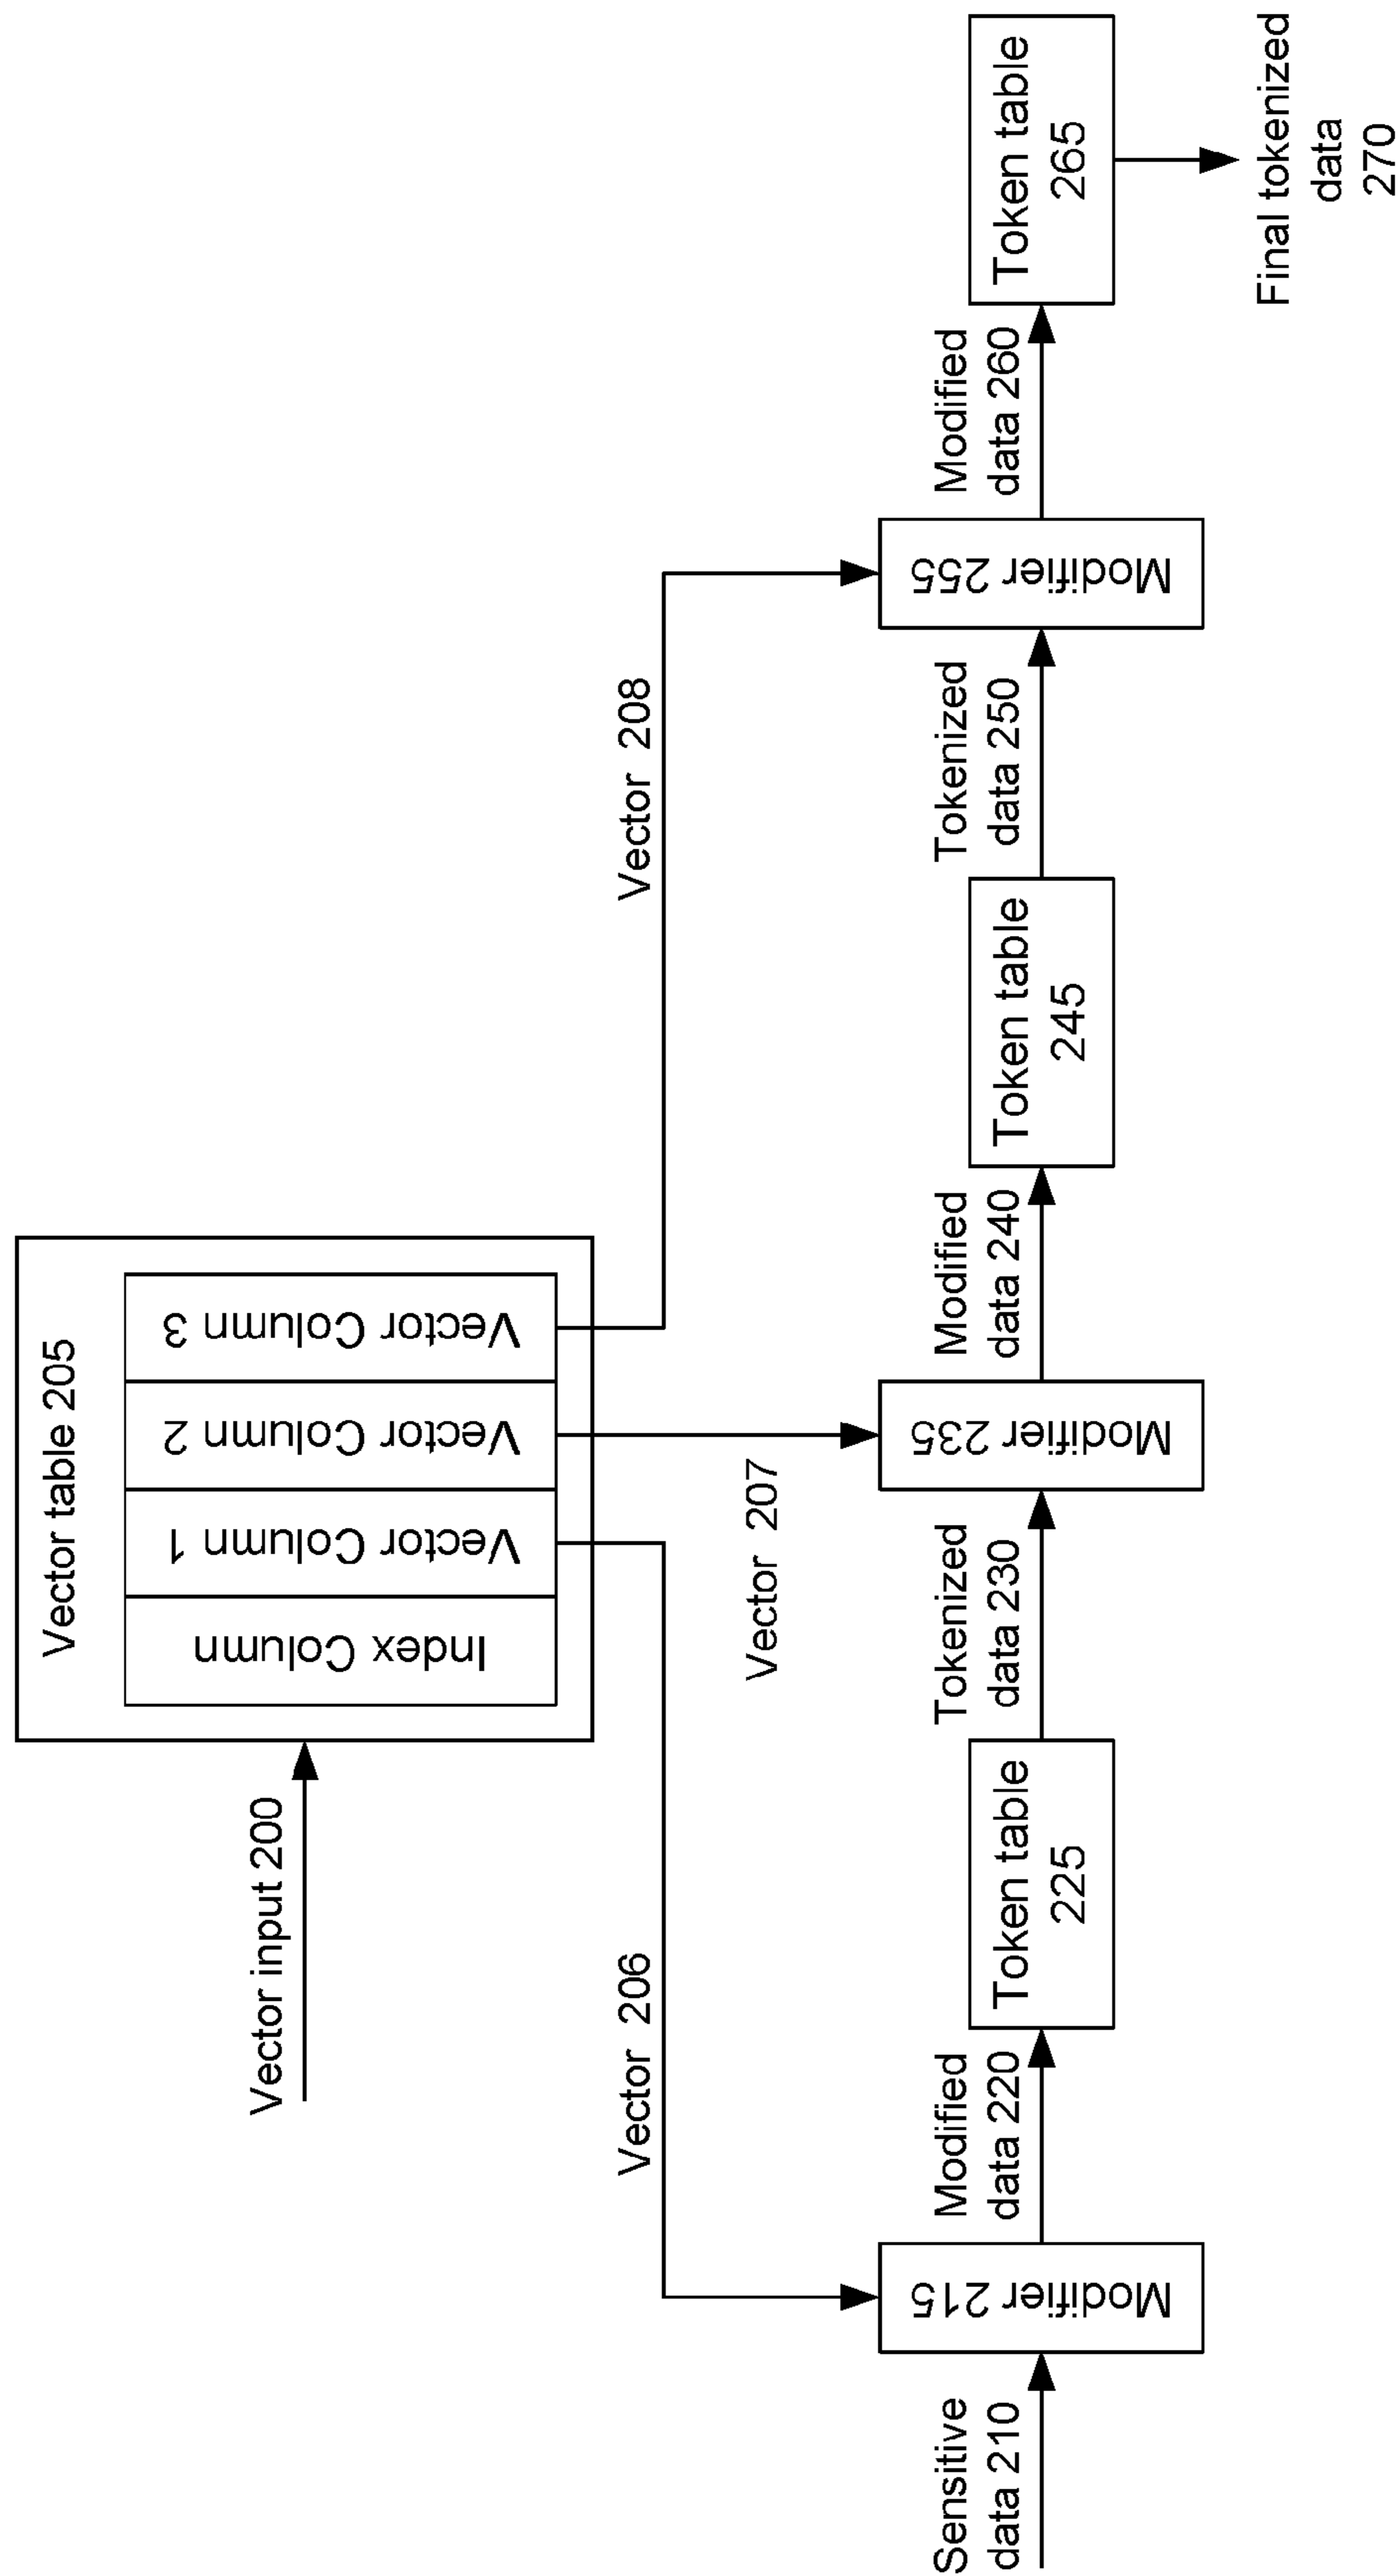 Vector table 205
Vector input 200
Index Column
Vector Column 1
Vector Column 2
Vector Column 3
Vector 206
Vector 207
Vector 208
Sensitive
data 210
Modifier 215
Modified
data 220
Token table
225
Tokenized
data 230
Modifier 235
Modified
data 240
Token table
245
Tokenized
data 250
Modifier 255
Modified
data 260
Token table
265
Final tokenized
data
270